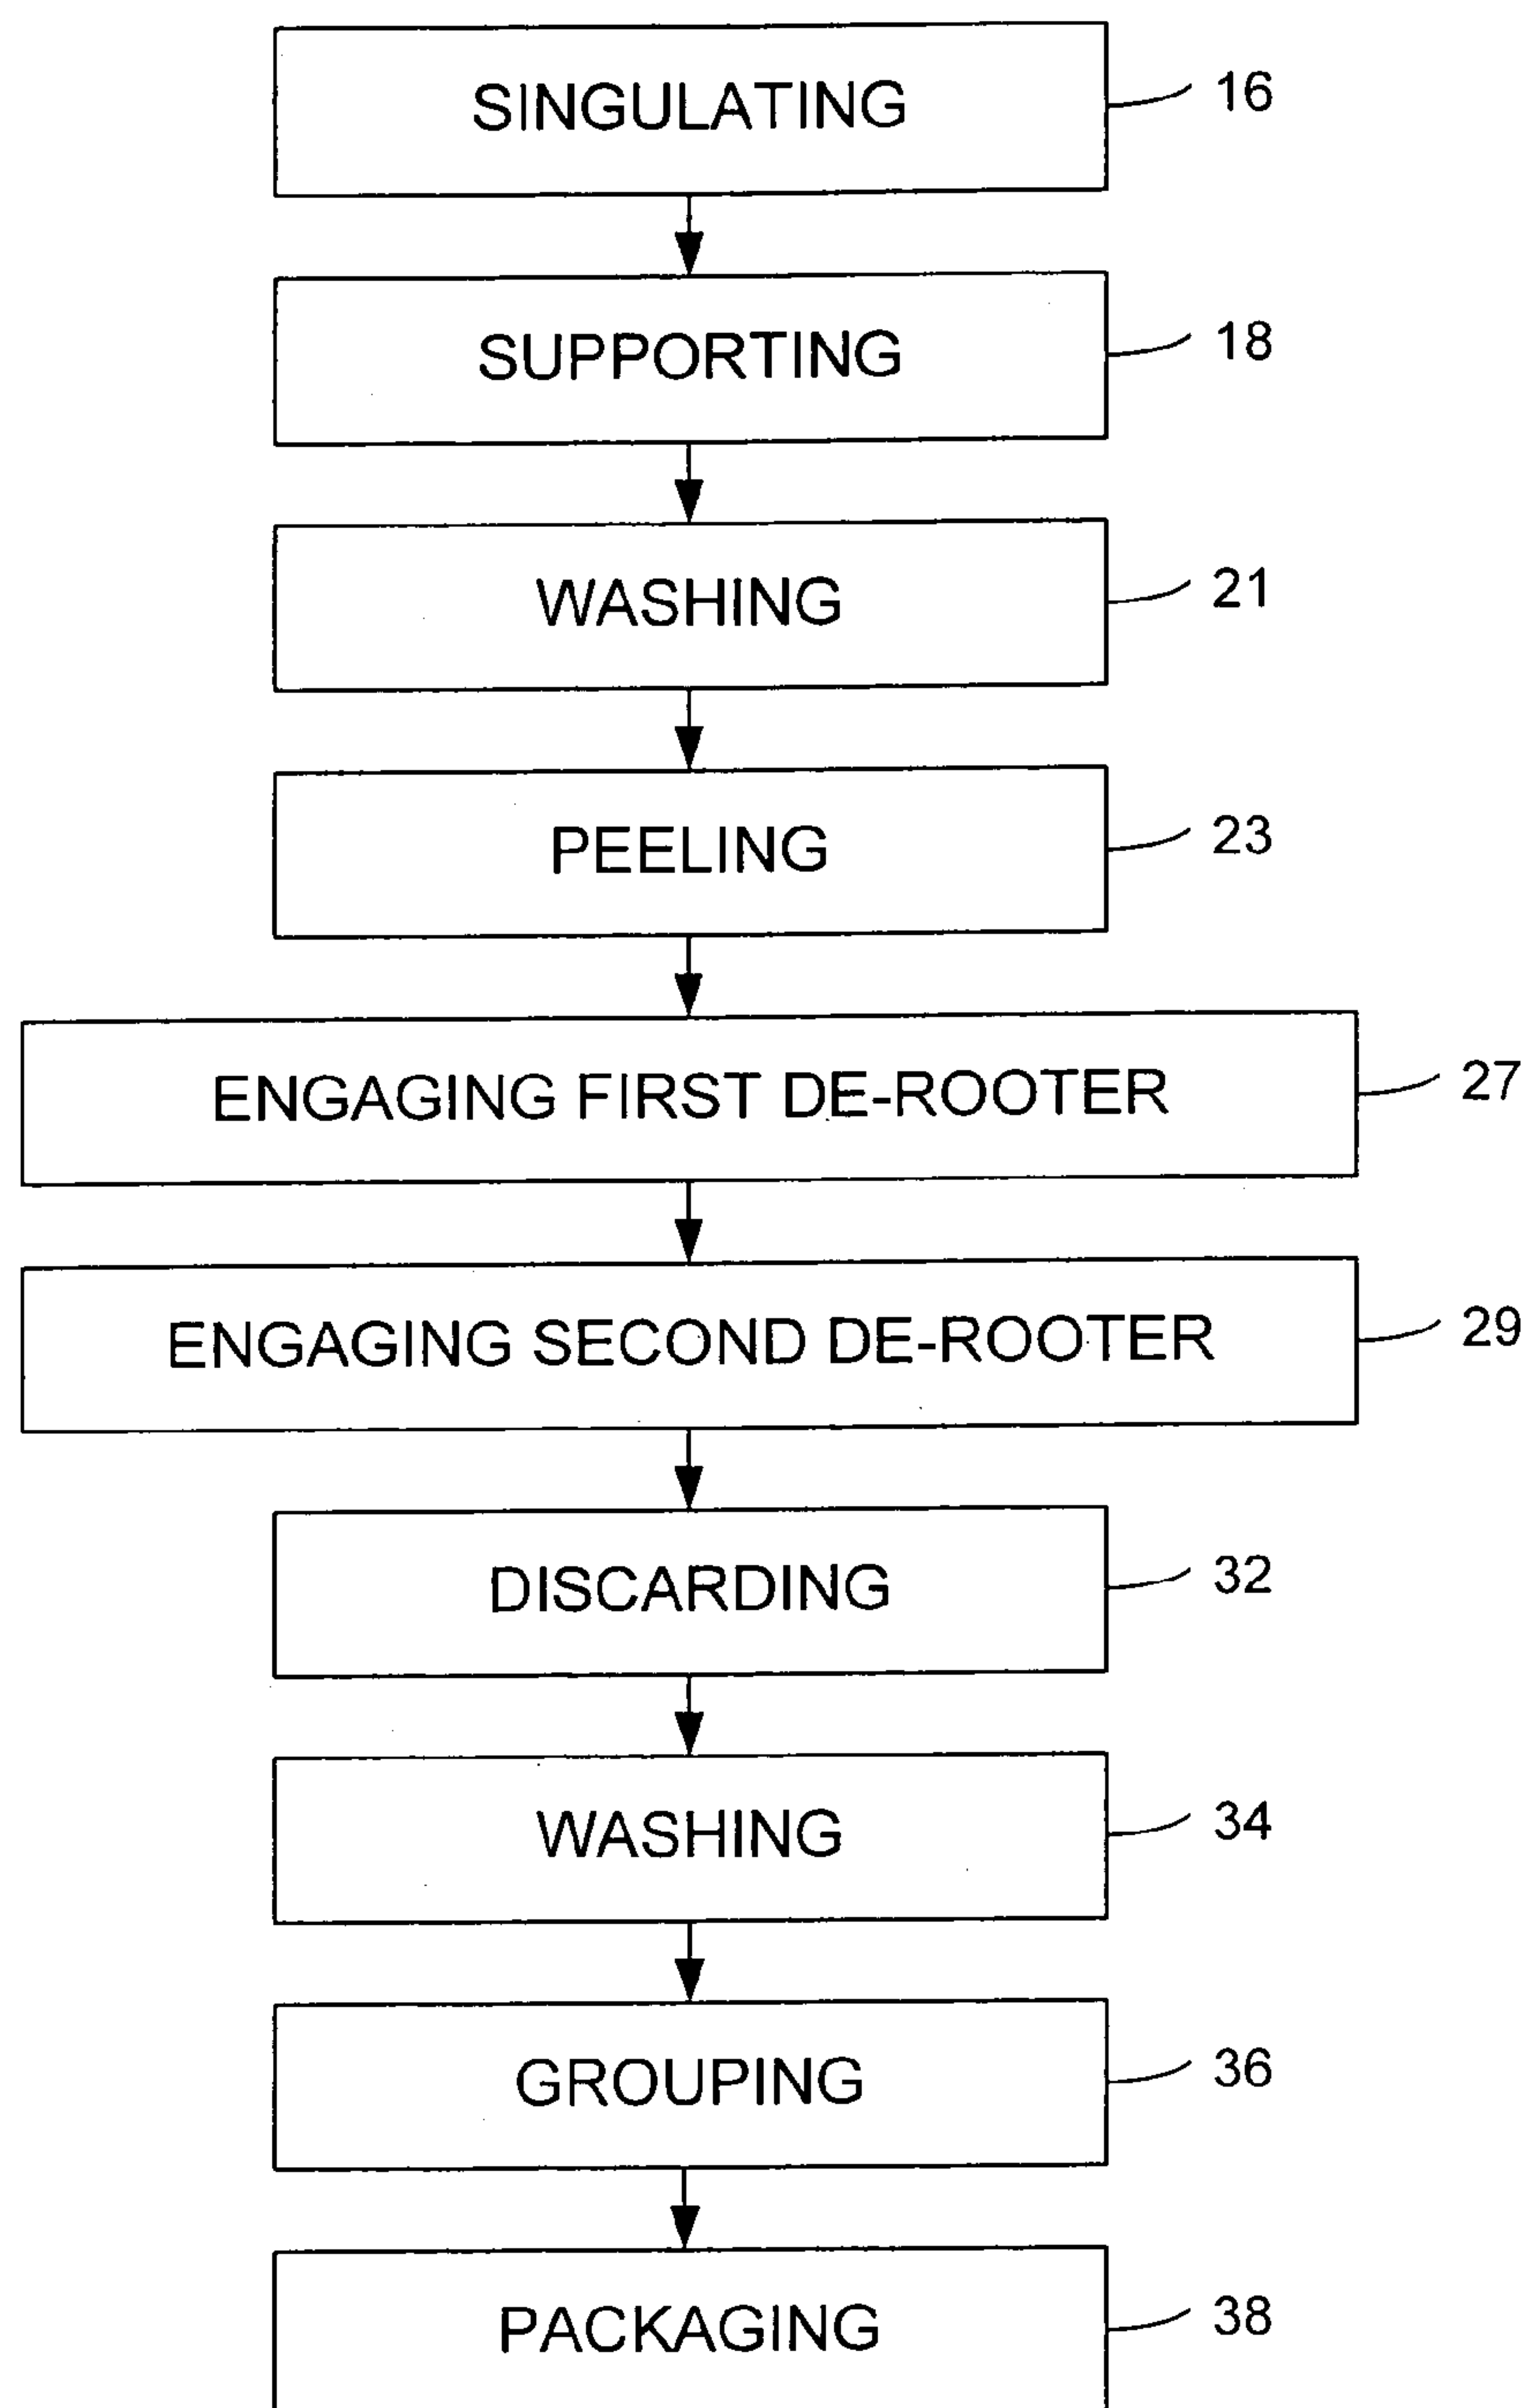 SINGULATING 16
SUPPORTING 18
WASHING 21
PEELING 23
ENGAGING FIRST DE-ROOTER 27
ENGAGING SECOND DE-ROOTER 29
DISCARDING 32
WASHING 34
GROUPING 36
PACKAGING 38